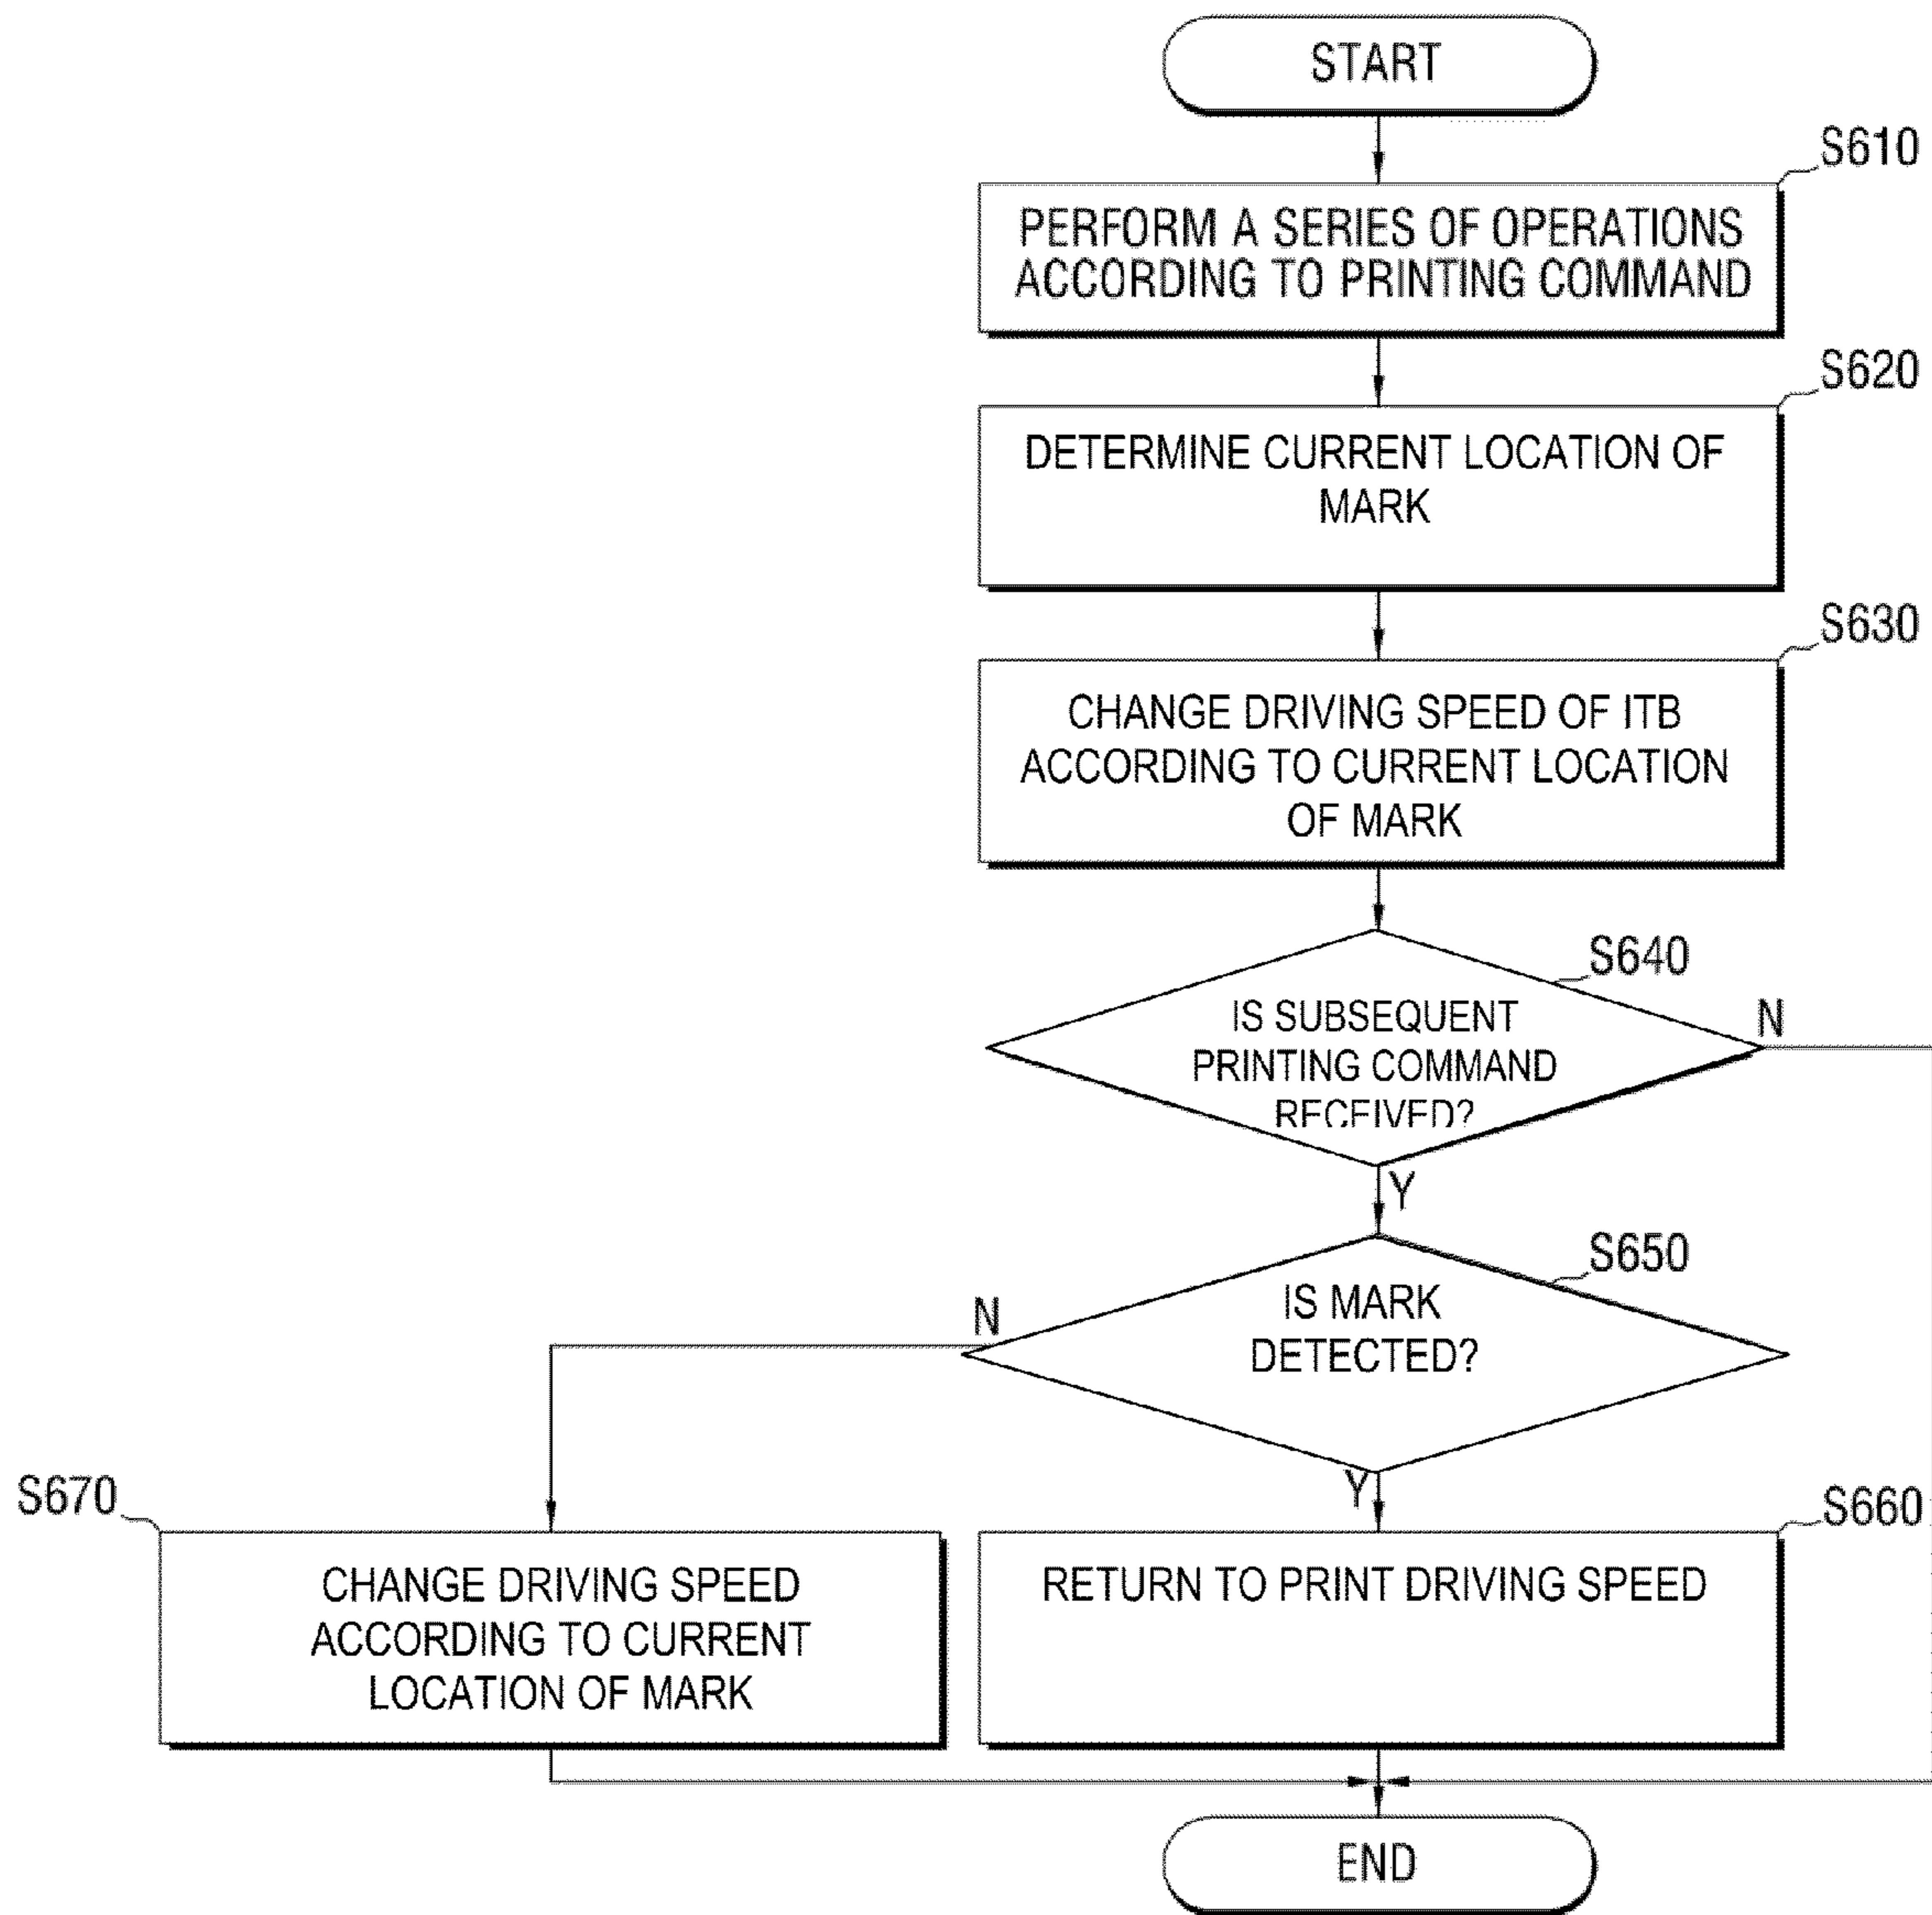 START
S610
PERFORM A SERIES OF OPERATIONS
ACCORDING TO PRINTING COMMAND
S620
DETERMINE CURRENT LOCATION OF
MARK
S630
CHANGE DRIVING SPEED OF ITB
ACCORDING TO CURRENT LOCATION
OF MARK
S640
IS SUBSEQUENT
PRINTING COMMAND
RECEIVED?
N
Y
S650
IS MARK
DETECTED?
N
Y
S670
CHANGE DRIVING SPEED
ACCORDING TO CURRENT
LOCATION OF MARK
S660
RETURN TO PRINT DRIVING SPEED
END